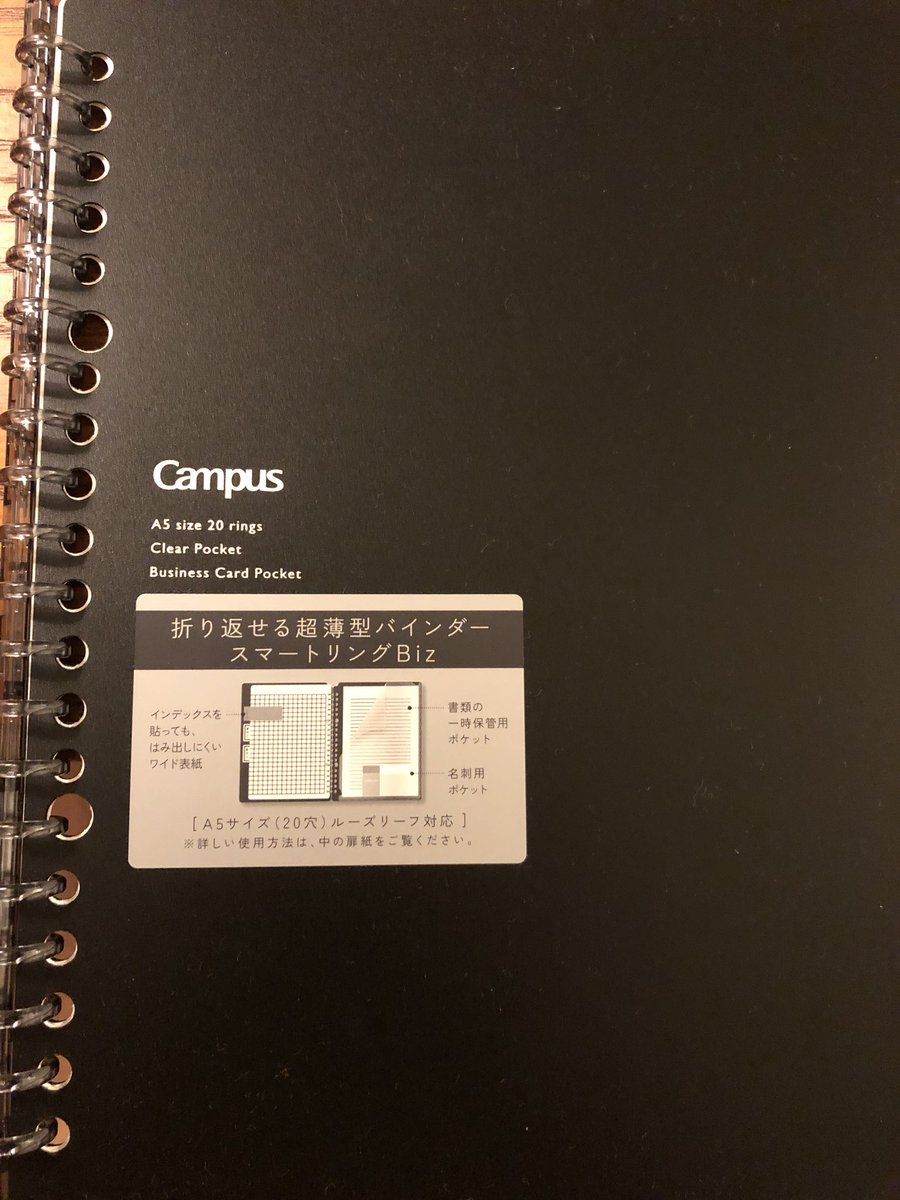 Campus
A5 size 20 rings
Clear Pocket
Business Card Pocket
折り返せる超薄型バインダー
スマートリングBiz
インデックスを
貼っても、
はみ出しにくい
ワイド表紙
書類の
一時保管用
ポケット
名刺用
ポケット
[ A5サイズ(20穴)ルーズリーフ対応 ]
※詳しい使用方法は、中の扉紙をご覧ください。